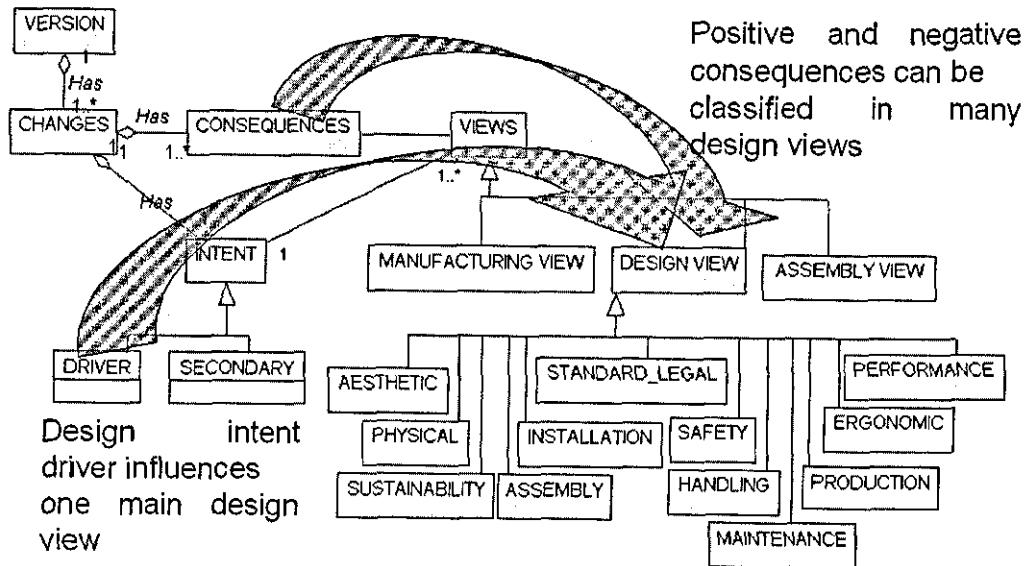 VERSION
1
Has
1..*
CHANGES
Has
CONSEQUENCES
VIEWS
1
1
1..*
1..*
Has
INTENT
1
Positive and negative
consequences can be
classified in many
design views
MANUFACTURING VIEW
DESIGN VIEW
ASSEMBLY VIEW
DRIVER
SECONDARY
AESTHETIC
STANDARD_LEGAL
PERFORMANCE
PHYSICAL
INSTALLATION
SAFETY
ERGONOMIC
SUSTAINABILITY
ASSEMBLY
HANDLING
PRODUCTION
MAINTENANCE
Design intent
driver influences
one main design
view